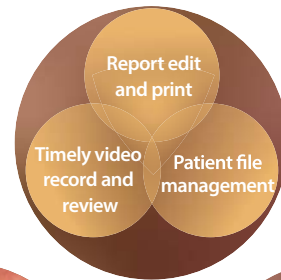 Report edit
and print
Timely video
record and
review
Patient file
management